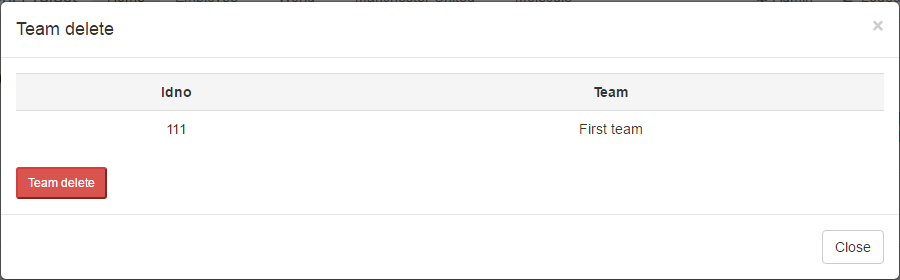 Team delete
×
Idno Team
111 First team
Team delete
Close